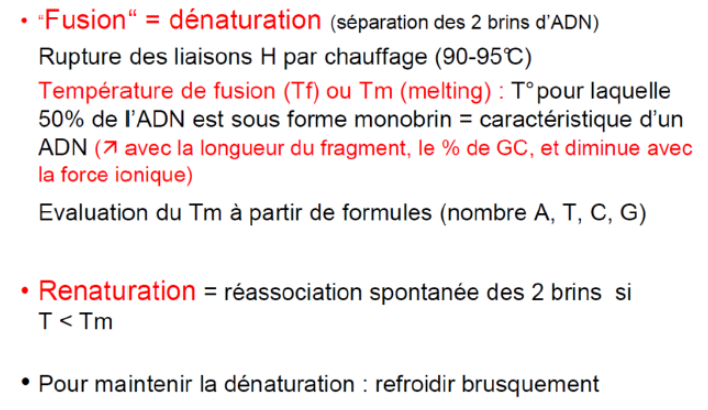 • "Fusion“ = dénaturation (séparation des 2 brins d’ADN)
Rupture des liaisons H par chauffage (90-95°C)
Température de fusion (Tf) ou Tm (melting) : T° pour laquelle
50% de l’ADN est sous forme monobrin = caractéristique d’un
ADN (↗ avec la longueur du fragment, le % de GC, et diminue avec
la force ionique)
Evaluation du Tm à partir de formules (nombre A, T, C, G)
• Renaturation = réassociation spontanée des 2 brins si
T < Tm
• Pour maintenir la dénaturation : refroidir brusquement